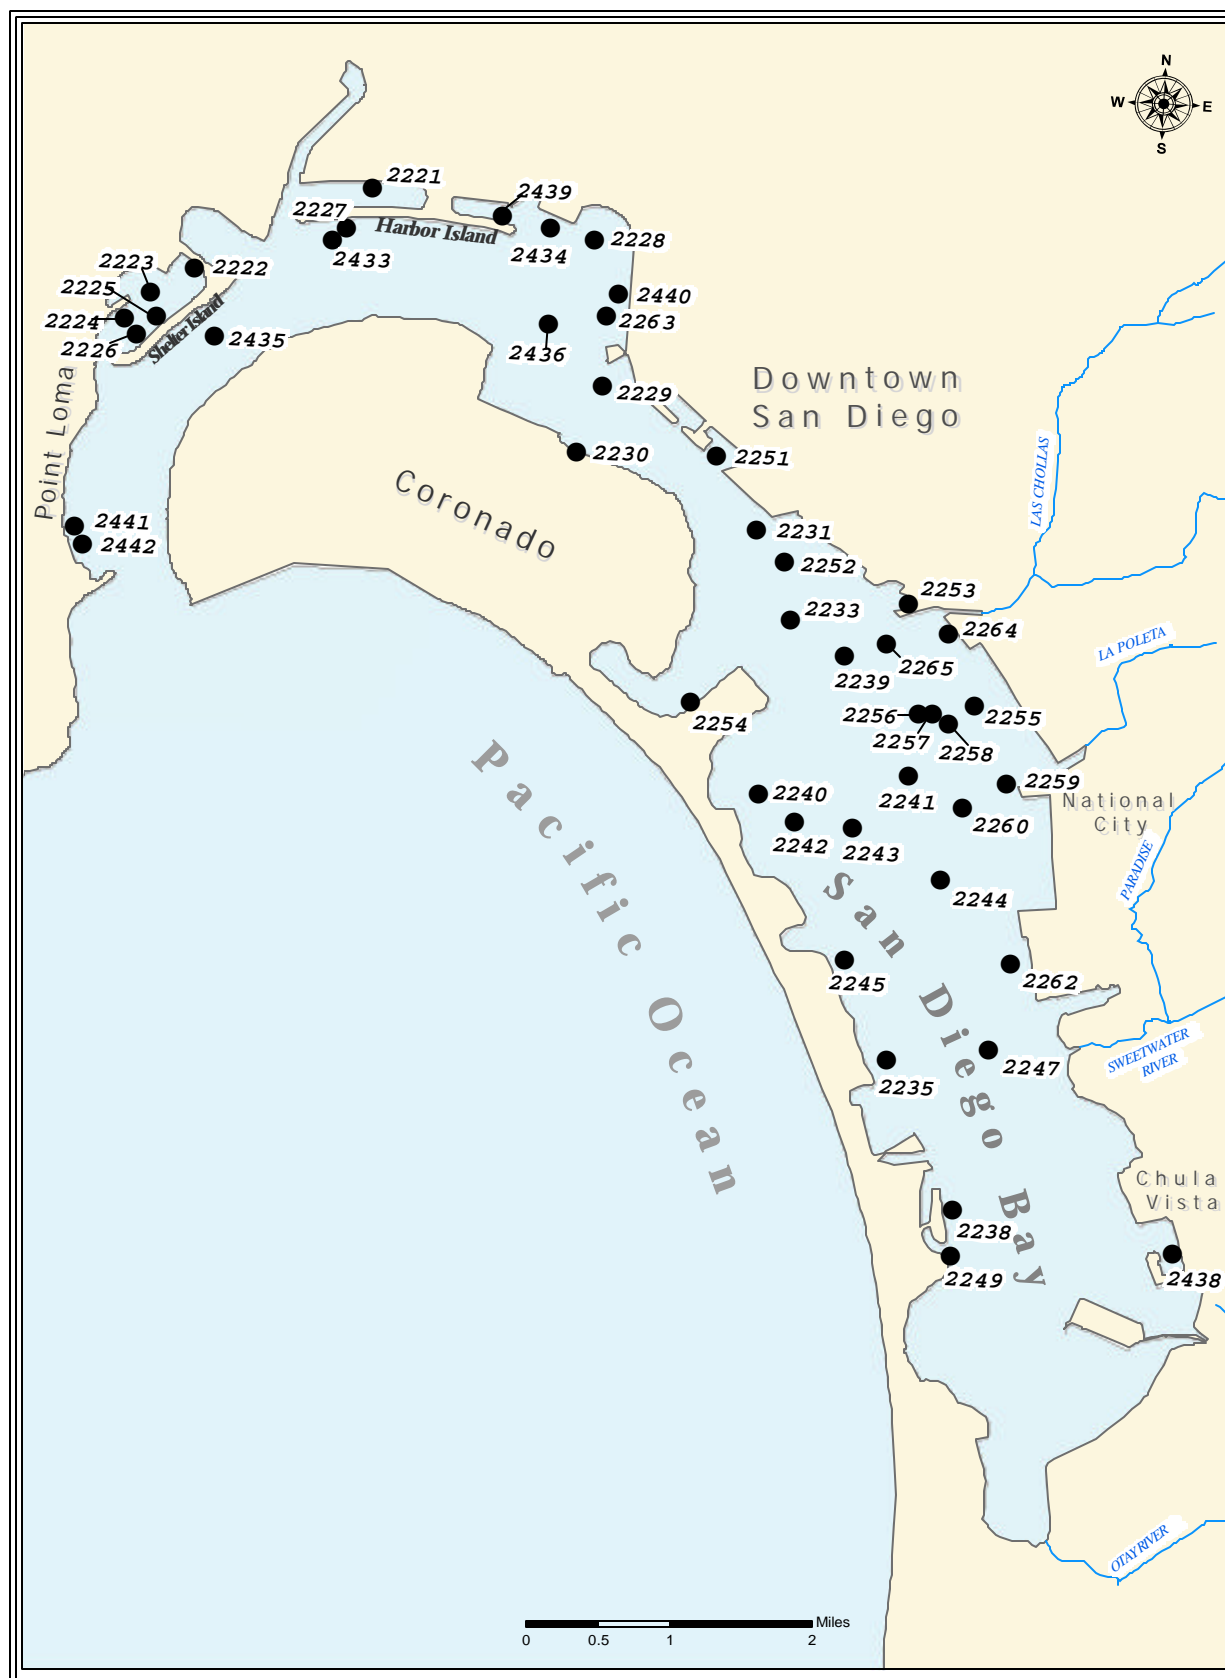 N
W
E
S
2221
2439
2227
Harbor Island
2433
2434
2228
2223
2222
2225
2440
2224
2263
Shelter Island
2226
2435
2436
Point Loma
Downtown
San Diego
2229
2230
2251
LAS CHOLLAS
Coronado
2441
2442
2231
2252
2253
2233
2264
LA POLETA
2265
2239
2254
2256
2255
2257
2258
Pacific Ocean
2241
2259
2240
National
City
2260
2242
2243
PARADISE
San Diego Bay
2244
2245
2262
SWEETWATER
RIVER
2235
2247
Chula
Vista
2238
2249
2438
OTAY RIVER
Miles
0
0.5
1
2